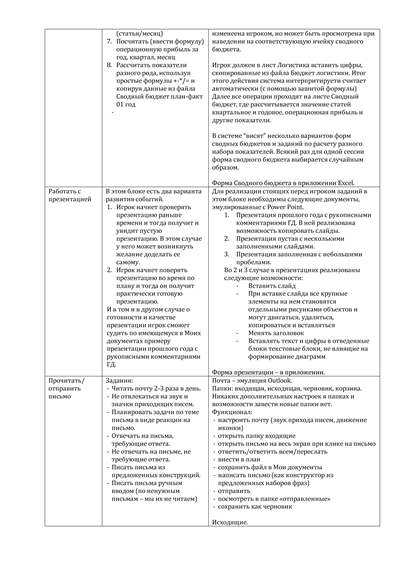 (статья/месяц)
7. Посчитать (ввести формулу)
операционную прибыль за
год, квартал, месяц
8. Рассчитать показатели
разного рода, используя
простые формулы +-*/= и
копируя данные из файла
Сводный бюджет план-факт
01 год
-
изменена игроком, но может быть просмотрена при
наведении на соответствующую ячейку сводного
бюджета.
Игрок должен в лист Логистика вставить цифры,
скопированные из файла Бюджет логистики. Итог
этого действия система интерпретируети считает
автоматически (с помощью зашитой формулы)
Далее все операции проходят на листе Сводный
бюджет, где рассчитывается значение статей
квартальное и годовое, операционная прибыль и
другие показатели.
В системе "висят" несколько вариантов форм
сводных бюджетов и заданий по расчету разного
набора показателей. Всякий раз для одной сессии
форма сводного бюджета выбирается случайным
образом.
Форма Сводного бюджета в приложении Excel.
Работать с
презентацией
В этом блоке есть два варианта
развития событий.
1. Игрок начнет проверять
презентацию раньше
времени и тогда получит и
увидит пустую
презентацию. В этом случае
у него может возникнуть
желание доделать ее
самому.
2. Игрок начнет поверять
презентацию во время по
плану и тогда он получит
практически готовую
презентацию.
И в том и в другом случае о
готовности и качестве
презентации игрок сможет
судить по имеющемуся в Моих
документах примеру
презентации прошлого года с
рукописными комментариями
ГД.
Для реализации стоящих перед игроком заданий в
этом блоке необходимы следующие документы,
эмулированные с Power Point.
1. Презентация прошлого года с рукописными
комментариями ГД. В ней реализована
возможность копировать слайды.
2. Презентация пустая с несколькими
заполненными слайдами.
3. Презентация заполненная с небольшими
пробелами.
Во 2 и 3 случае в презентациях реализованы
следующие возможности:
- Вставить слайд
- При вставке слайда все крупные
элементы на нем становится
отдельными рисунками объектов и
могут двигаться, удаляться,
копироваться и вставляться
- Менять заголовок
- Вставлять текст и цифры в отведенные
блоки текстовые блоки, не влияющие на
формирование диаграмм
Форма презентации – в приложении.
Прочитать/
отправить
письмо
Задания:
- Читать почту 2-3 раза в день.
- Не отвлекаться на звук и
значки приходящих писем.
- Планировать задачи по теме
письма в виде реакции на
письмо.
- Отвечать на письма,
требующие ответа.
- Не отвечать на письме, не
требующие ответа.
- Писать письма из
предложенных конструкций.
- Писать письма ручным
вводом (по ненужным
письмам – мы их не читаем)
Почта – эмуляция Outlook.
Папки: входящая, исходящая, черновик, корзина.
Никаких дополнительных настроек в папках и
возможности завести новые папки нет.
Функционал:
- настроить почту (звук прихода писем, движение
иконки)
- открыть папку входящие
- открыть письмо на весь экран при клике на письмо
- ответить/ответить всем/переслать
- внести в план
- сохранить файл в Мои документы
- написать письмо (как конструктор из
предложенных наборов фраз)
- отправить
- посмотреть в папке «отправленные»
- сохранить как черновик
Исходящие.